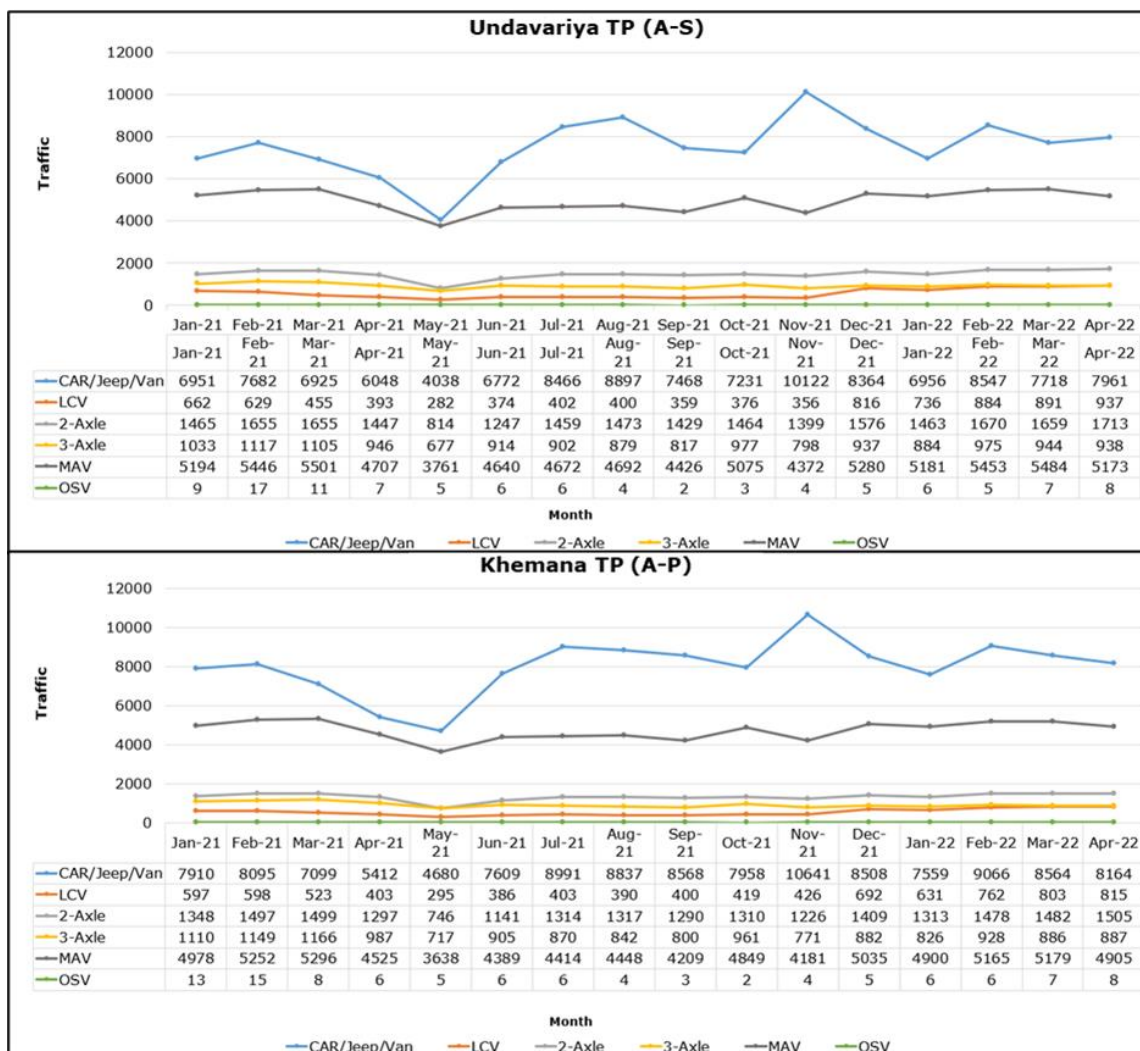 Undavariya TP (A-S)
12000
10000
8000
6000
4000
2000
0
Traffic
Jan-21 Feb-21 Mar-21 Apr-21 May-21 Jun-21 Jul-21 Aug-21 Sep-21 Oct-21 Nov-21 Dec-21 Jan-22 Feb-22 Mar-22 Apr-22
Jan-21 Feb-21 Mar-21 Apr-21 May-21 Jun-21 Jul-21 Aug-21 Sep-21 Oct-21 Nov-21 Dec-21 Jan-22 Feb-22 Mar-22 Apr-22
CAR/Jeep/Van 6951 7682 6925 6048 4038 6772 8466 8897 7468 7231 10122 8364 6956 8547 7718 7961
LCV 662 629 455 393 282 374 402 400 359 376 356 816 736 884 891 937
2-Axle 1465 1655 1655 1447 814 1247 1459 1473 1429 1464 1399 1576 1463 1670 1659 1713
3-Axle 1033 1117 1105 946 677 914 902 879 817 977 798 937 884 975 944 938
MAV 5194 5446 5501 4707 3761 4640 4672 4692 4426 5075 4372 5280 5181 5453 5484 5173
OSV 9 17 11 7 5 6 6 4 2 3 4 5 6 5 7 8
Month
CAR/Jeep/Van LCV 2-Axle 3-Axle MAV OSV
Khemana TP (A-P)
12000
10000
8000
6000
4000
2000
0
Traffic
Jan-21 Feb-21 Mar-21 Apr-21 May-21 Jun-21 Jul-21 Aug-21 Sep-21 Oct-21 Nov-21 Dec-21 Jan-22 Feb-22 Mar-22 Apr-22
CAR/Jeep/Van 7910 8095 7099 5412 4680 7609 8991 8837 8568 7958 10641 8508 7559 9066 8564 8164
LCV 597 598 523 403 295 386 403 390 400 419 426 692 631 762 803 815
2-Axle 1348 1497 1499 1297 746 1141 1314 1317 1290 1310 1226 1409 1313 1478 1482 1505
3-Axle 1110 1149 1166 987 717 905 870 842 800 961 771 882 826 928 886 887
MAV 4978 5252 5296 4525 3638 4389 4414 4448 4209 4849 4181 5035 4900 5165 5179 4905
OSV 13 15 8 6 5 6 6 4 3 2 4 5 6 6 7 8
Month
CAR/Jeep/Van LCV 2-Axle 3-Axle MAV OSV